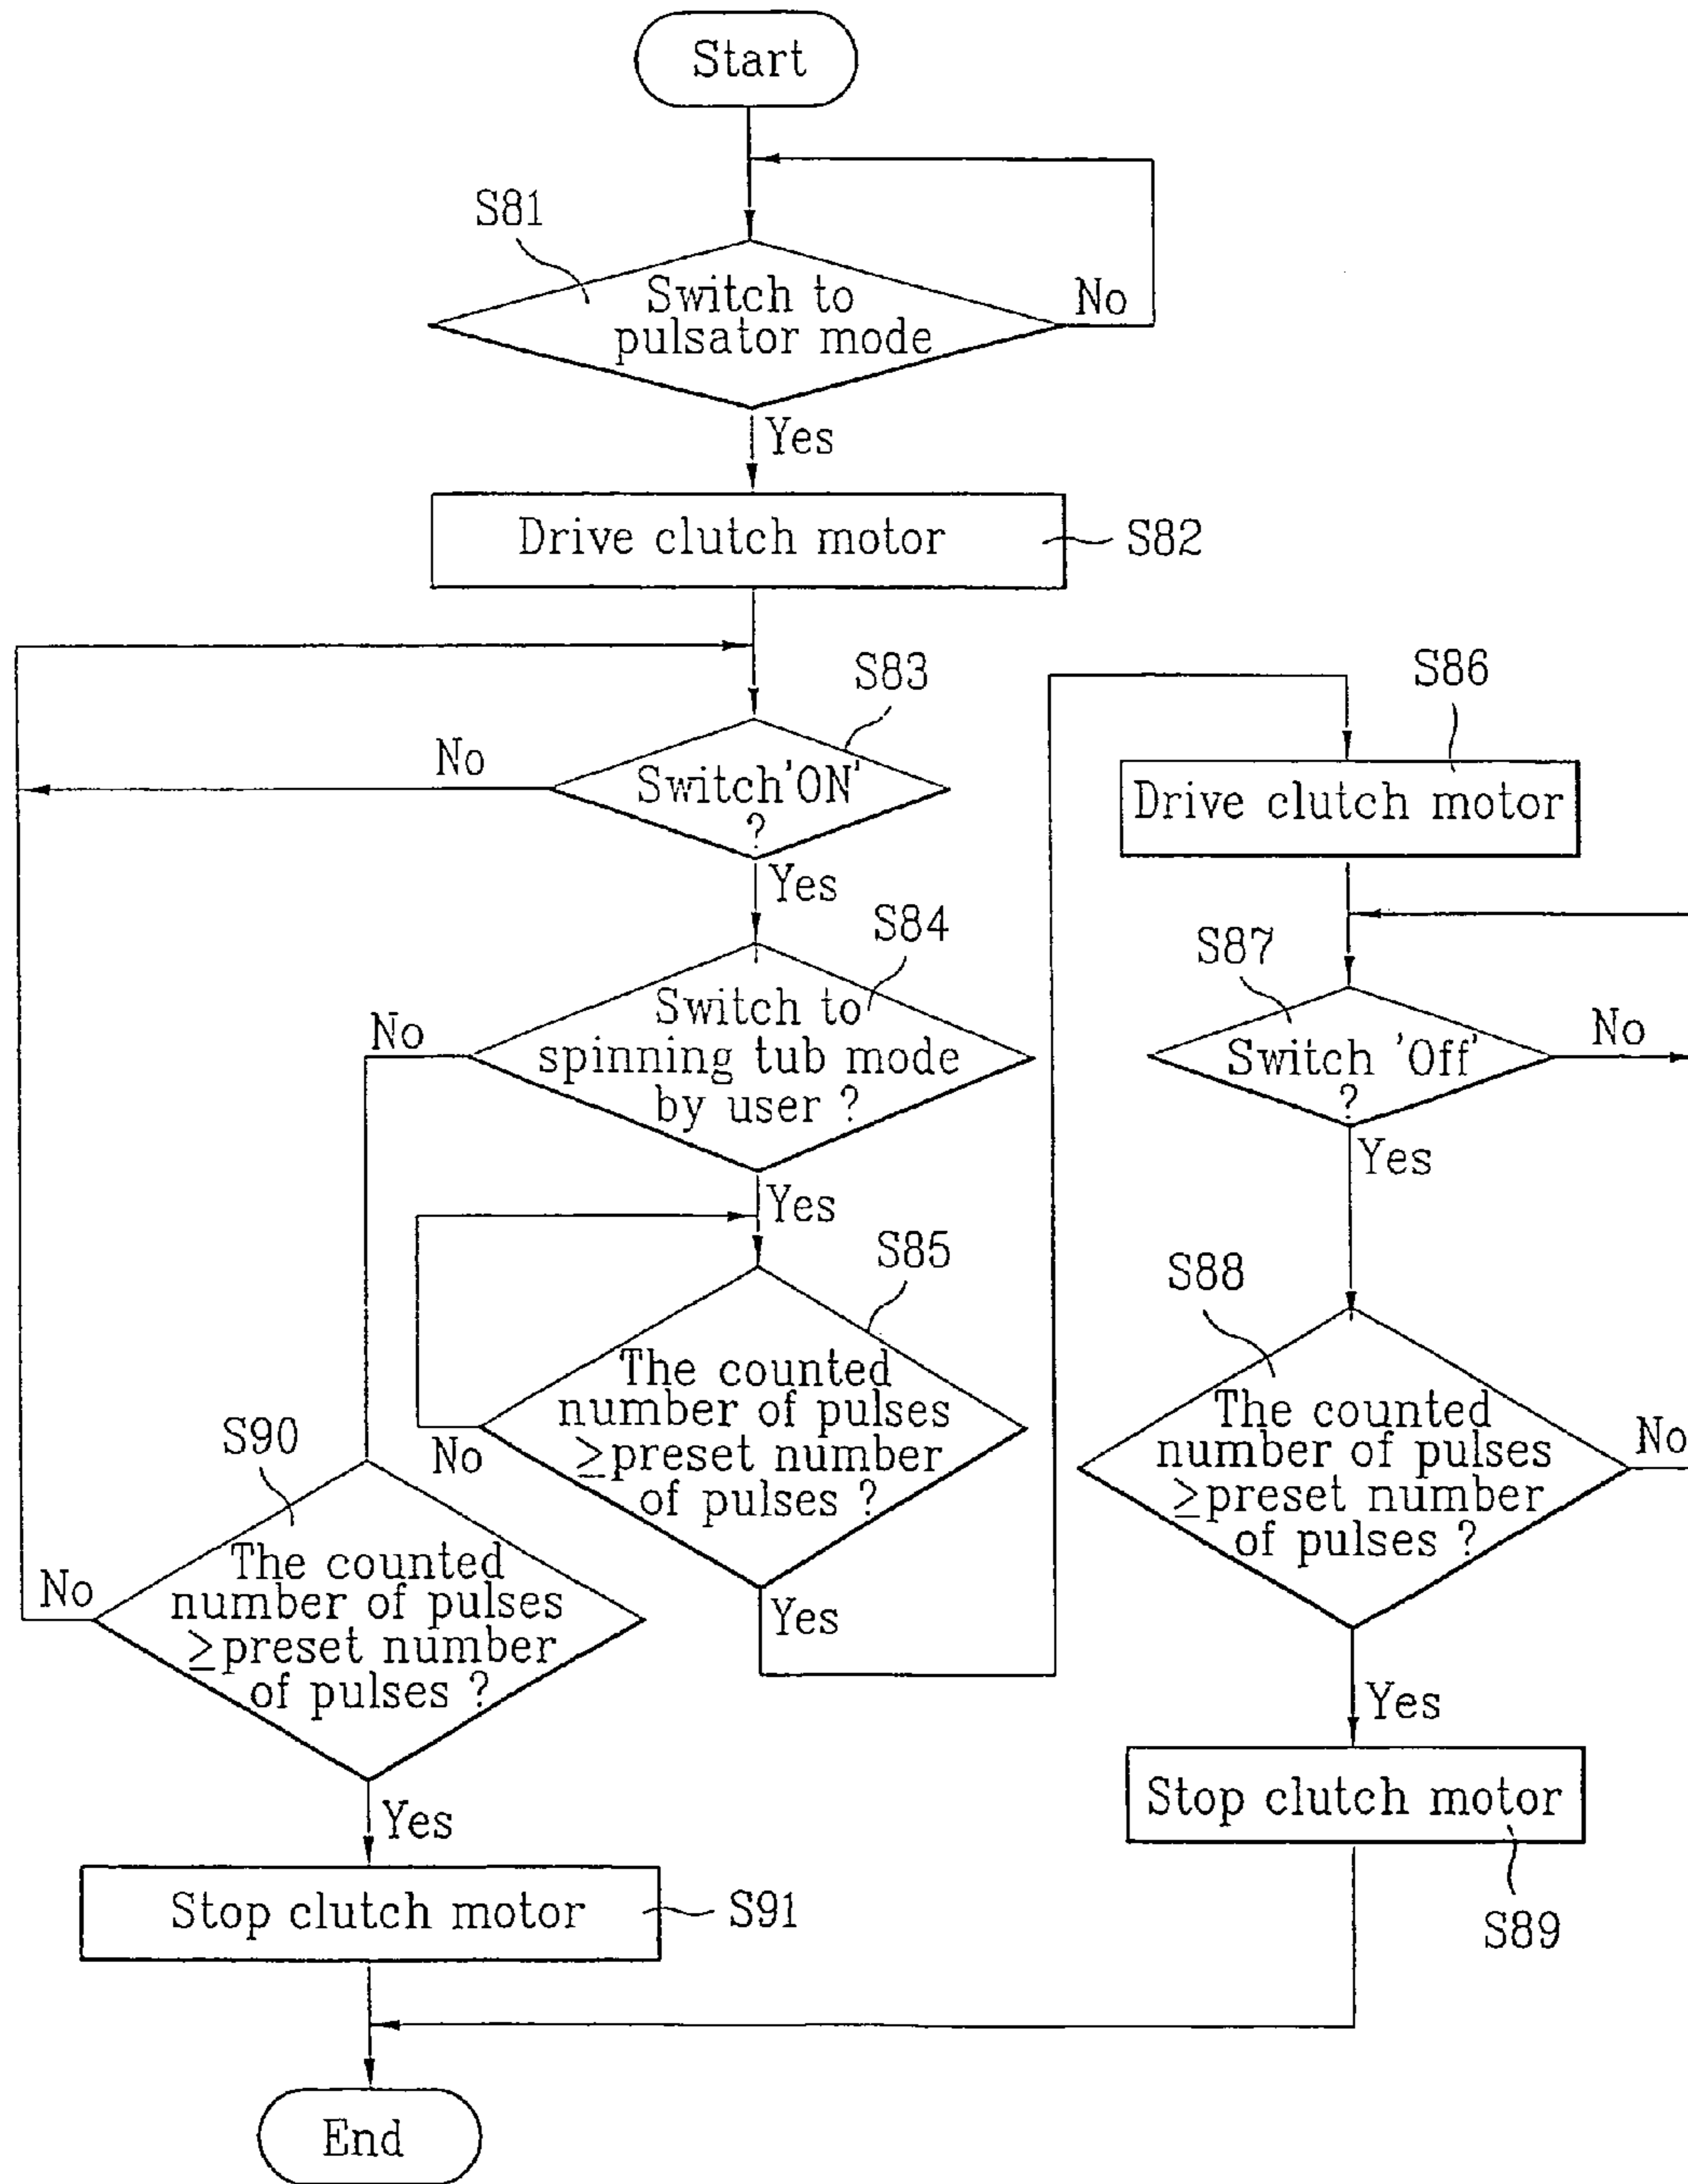 Start
S81
Switch to
pulsator mode
No
Yes
Drive clutch motor
S82
S83
Switch'ON'
?
No
Yes
S84
Switch to
spinning tub mode
by user ?
No
Yes
S85
The counted
number of pulses
≥preset number
of pulses ?
No
Yes
S86
Drive clutch motor
S87
Switch 'Off'
?
No
Yes
S88
The counted
number of pulses
≥preset number
of pulses ?
No
Yes
Stop clutch motor
S89
S90
The counted
number of pulses
≥preset number
of pulses ?
No
Yes
Stop clutch motor
S91
End